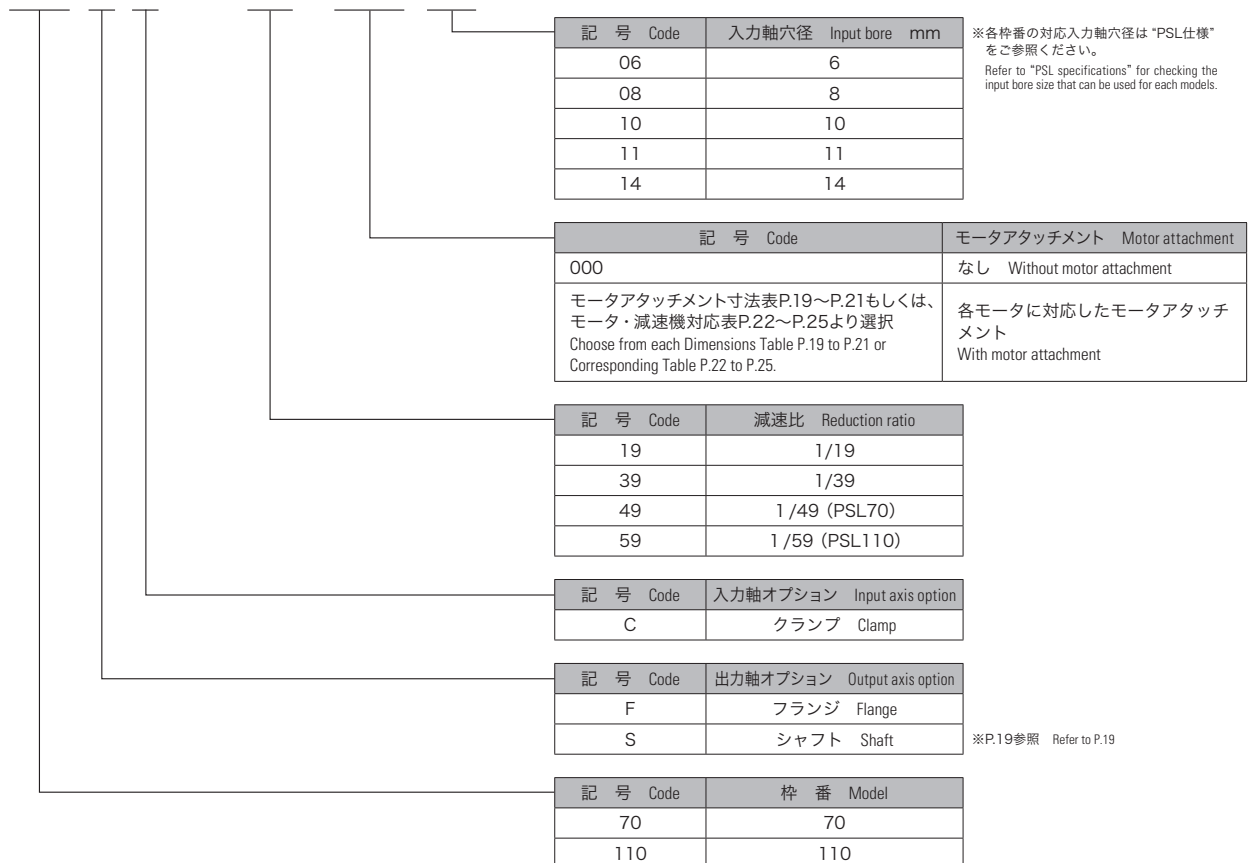 記 号 Code 入力軸穴径 Input bore mm
06 6
08 8
10 10
11 11
14 14
※各枠番の対応入力軸穴径は “PSL仕様”
をご参照ください。
Refer to “PSL specifications” for checking the
input bore size that can be used for each models.
記 号 Code モータアタッチメント Motor attachment
000 なし Without motor attachment
モータアタッチメント寸法表P.19〜P.21もしくは、
モータ・減速機対応表P.22〜P.25より選択
Choose from each Dimensions Table P.19 to P.21 or
Corresponding Table P.22 to P.25.
各モータに対応したモータアタッチ
メント
With motor attachment
記 号 Code 減速比 Reduction ratio
19 1/19
39 1/39
49 1/49（PSL70）
59 1/59（PSL110）
記 号 Code 入力軸オプション Input axis option
C クランプ Clamp
記 号 Code 出力軸オプション Output axis option
F フランジ Flange
S シャフト Shaft
※P.19参照 Refer to P.19
記 号 Code 枠 番 Model
70 70
110 110